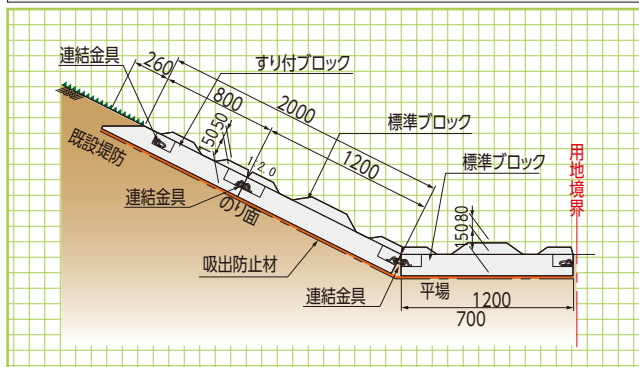 連結金具
260
すり付ブロック
2000
800
標準ブロック
150 50
1200
標準ブロック
用地境界
既設堤防
1:2.0
連結金具
のり面
150 80
吸出防止材
連結金具
平場
1200
700